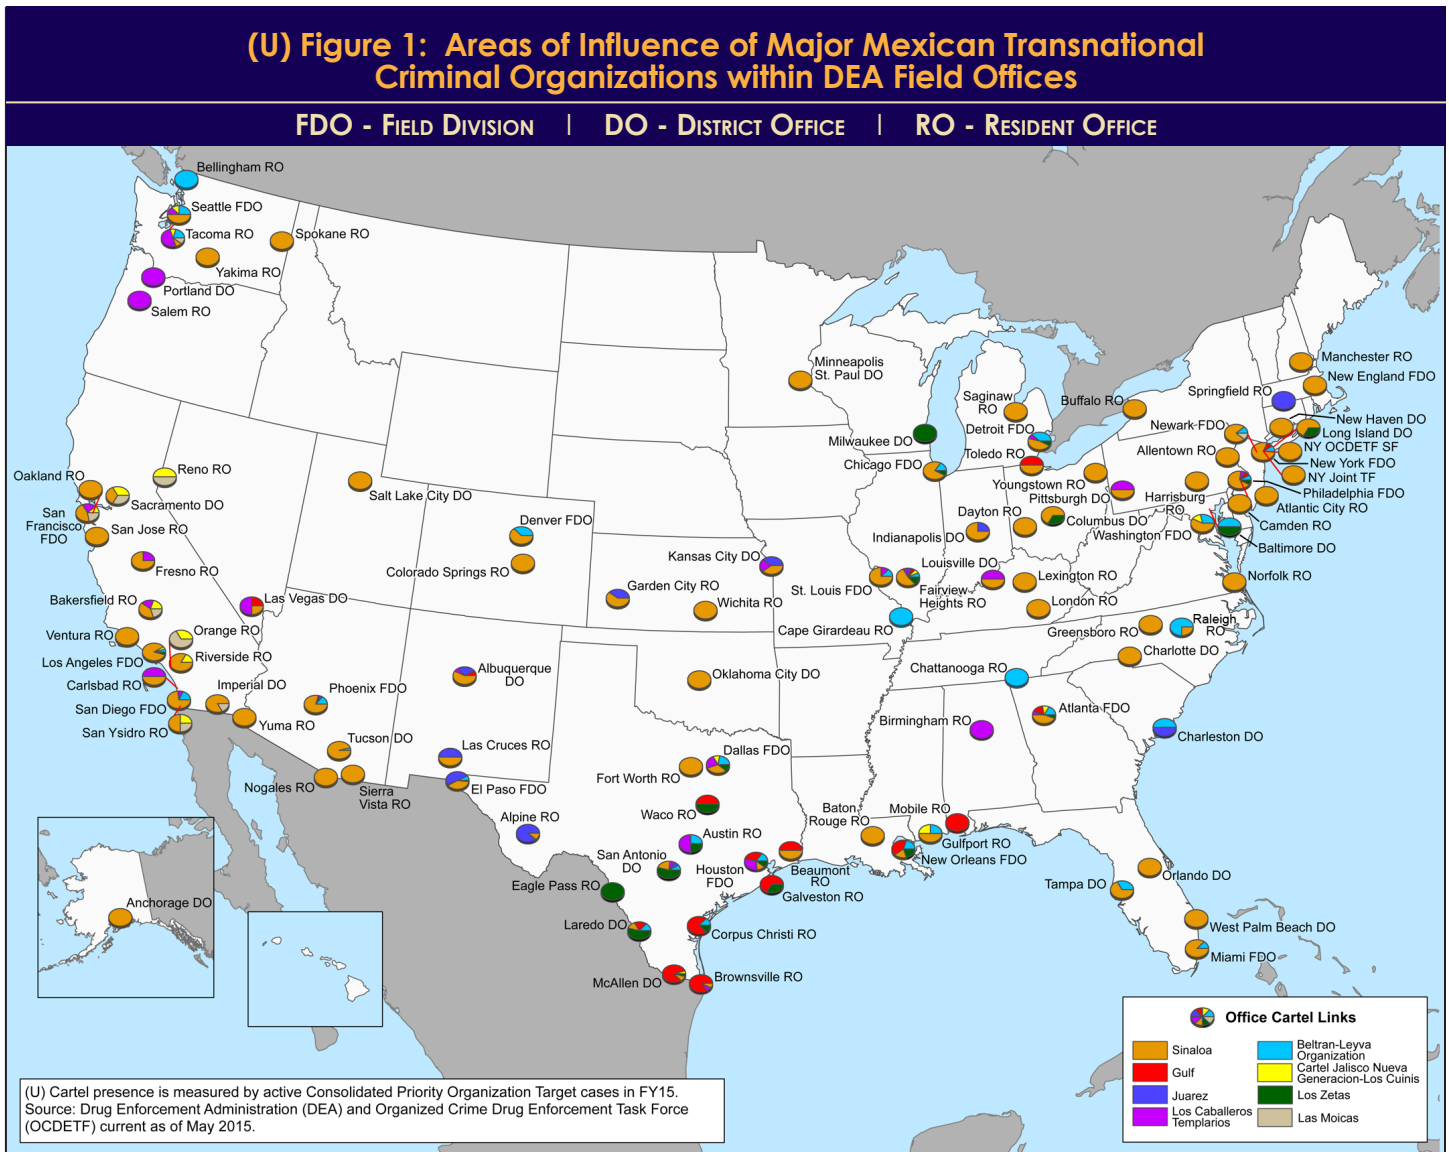 (U) Figure 1:  Areas of Influence of Major Mexican Transnational
Criminal Organizations within DEA Field Offices
FDO - Field Division | DO - District Office | RO - Resident Office
Bellingham RO
Seattle FDO
Tacoma RO
Spokane RO
Yakima RO
Portland DO
Salem RO
Minneapolis
St. Paul DO
Saginaw
RO
Buffalo RO
Manchester RO
New England FDO
Springfield RO
New Haven DO
Long Island DO
Newark FDO
NY OCDETF SF
New York FDO
NY Joint TF
Allentown RO
Philadelphia FDO
Atlantic City RO
Camden RO
Baltimore DO
Harrisburg
RO
Washington FDO
Milwaukee DO
Detroit FDO
Toledo RO
Chicago FDO
Youngstown RO
Pittsburgh DO
Dayton RO
Columbus DO
Indianapolis DO
Oakland RO
Reno RO
Sacramento DO
San
Francisco
FDO
San Jose RO
Salt Lake City DO
Denver FDO
Colorado Springs RO
Kansas City DO
Garden City RO
Wichita RO
St. Louis FDO
Louisville DO
Fairview
Heights RO
Lexington RO
London RO
Cape Girardeau RO
Norfolk RO
Greensboro RO
Raleigh
RO
Charlotte DO
Fresno RO
Bakersfield RO
Las Vegas DO
Ventura RO
Orange RO
Los Angeles FDO
Riverside RO
Carlsbad RO
Imperial DO
San Diego FDO
San Ysidro RO
Yuma RO
Phoenix FDO
Tucson DO
Nogales RO
Sierra
Vista RO
Albuquerque
DO
Las Cruces RO
El Paso FDO
Alpine RO
Oklahoma City DO
Chattanooga RO
Birmingham RO
Atlanta FDO
Charleston DO
Dallas FDO
Fort Worth RO
Waco RO
Austin RO
San Antonio
DO
Houston
FDO
Beaumont
RO
Galveston RO
Eagle Pass RO
Laredo DO
Corpus Christi RO
McAllen DO
Brownsville RO
Baton
Rouge RO
Mobile RO
Gulfport RO
New Orleans FDO
Tampa DO
Orlando DO
West Palm Beach DO
Miami FDO
Anchorage DO
Office Cartel Links
Sinaloa
Gulf
Juarez
Los Caballeros
Templarios
Beltran-Leyva
Organization
Cartel Jalisco Nueva
Generacion-Los Cuinis
Los Zetas
Las Moicas
(U) Cartel presence is measured by active Consolidated Priority Organization Target cases in FY15.
Source: Drug Enforcement Administration (DEA) and Organized Crime Drug Enforcement Task Force
(OCDETF) current as of May 2015.